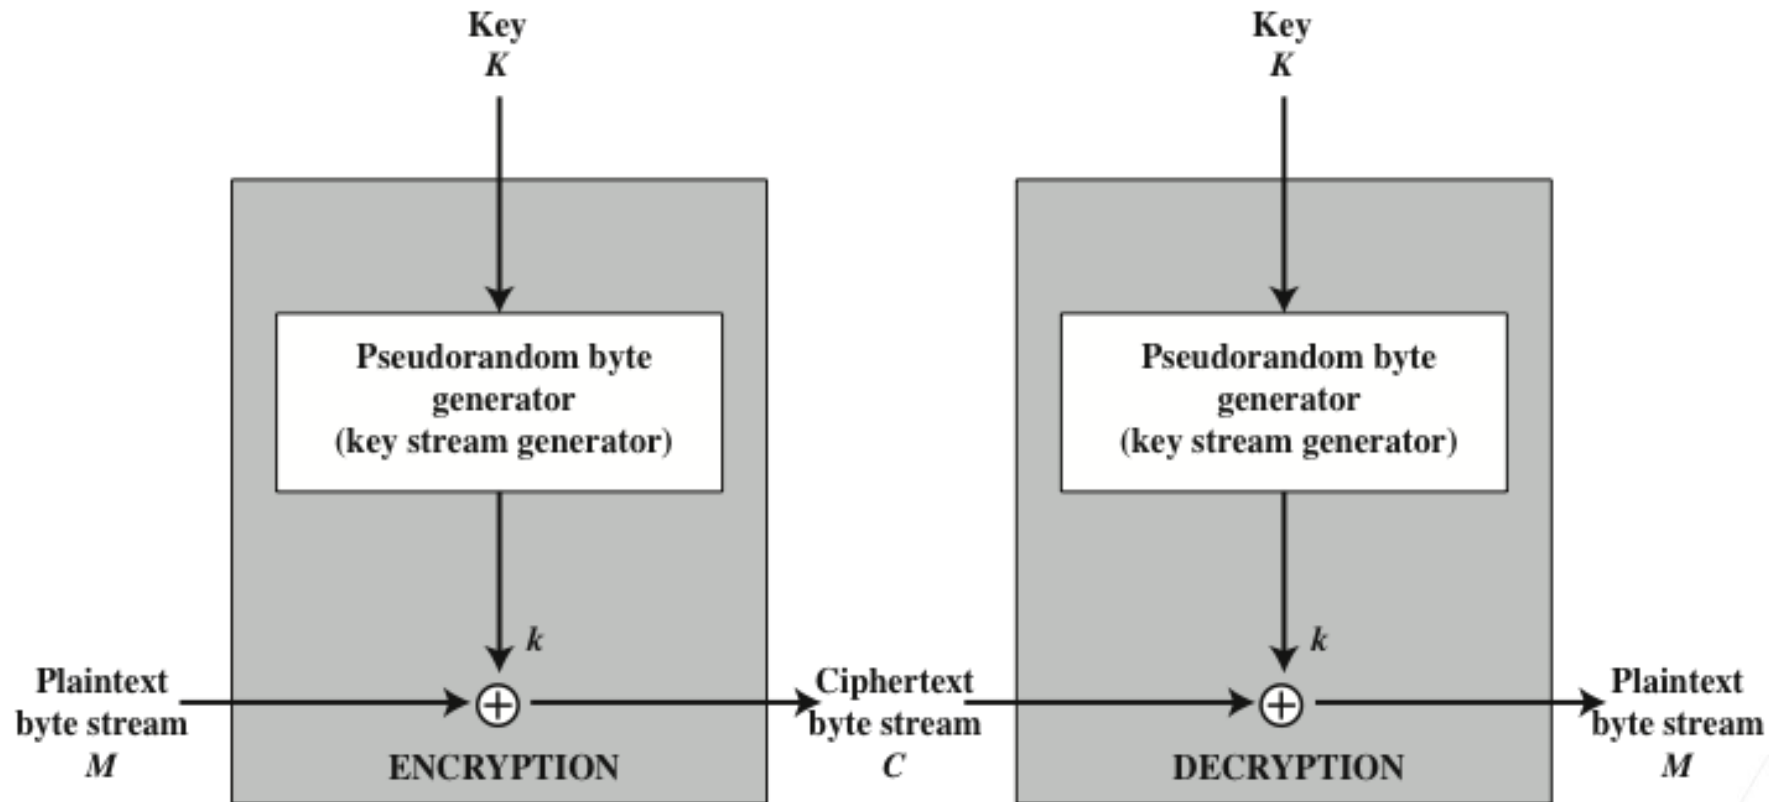 Key
K
Key
K
Pseudorandom byte
generator
(key stream generator)
Pseudorandom byte
generator
(key stream generator)
k
k
Plaintext
byte stream
M
Ciphertext
byte stream
C
Plaintext
byte stream
M
ENCRYPTION
DECRYPTION